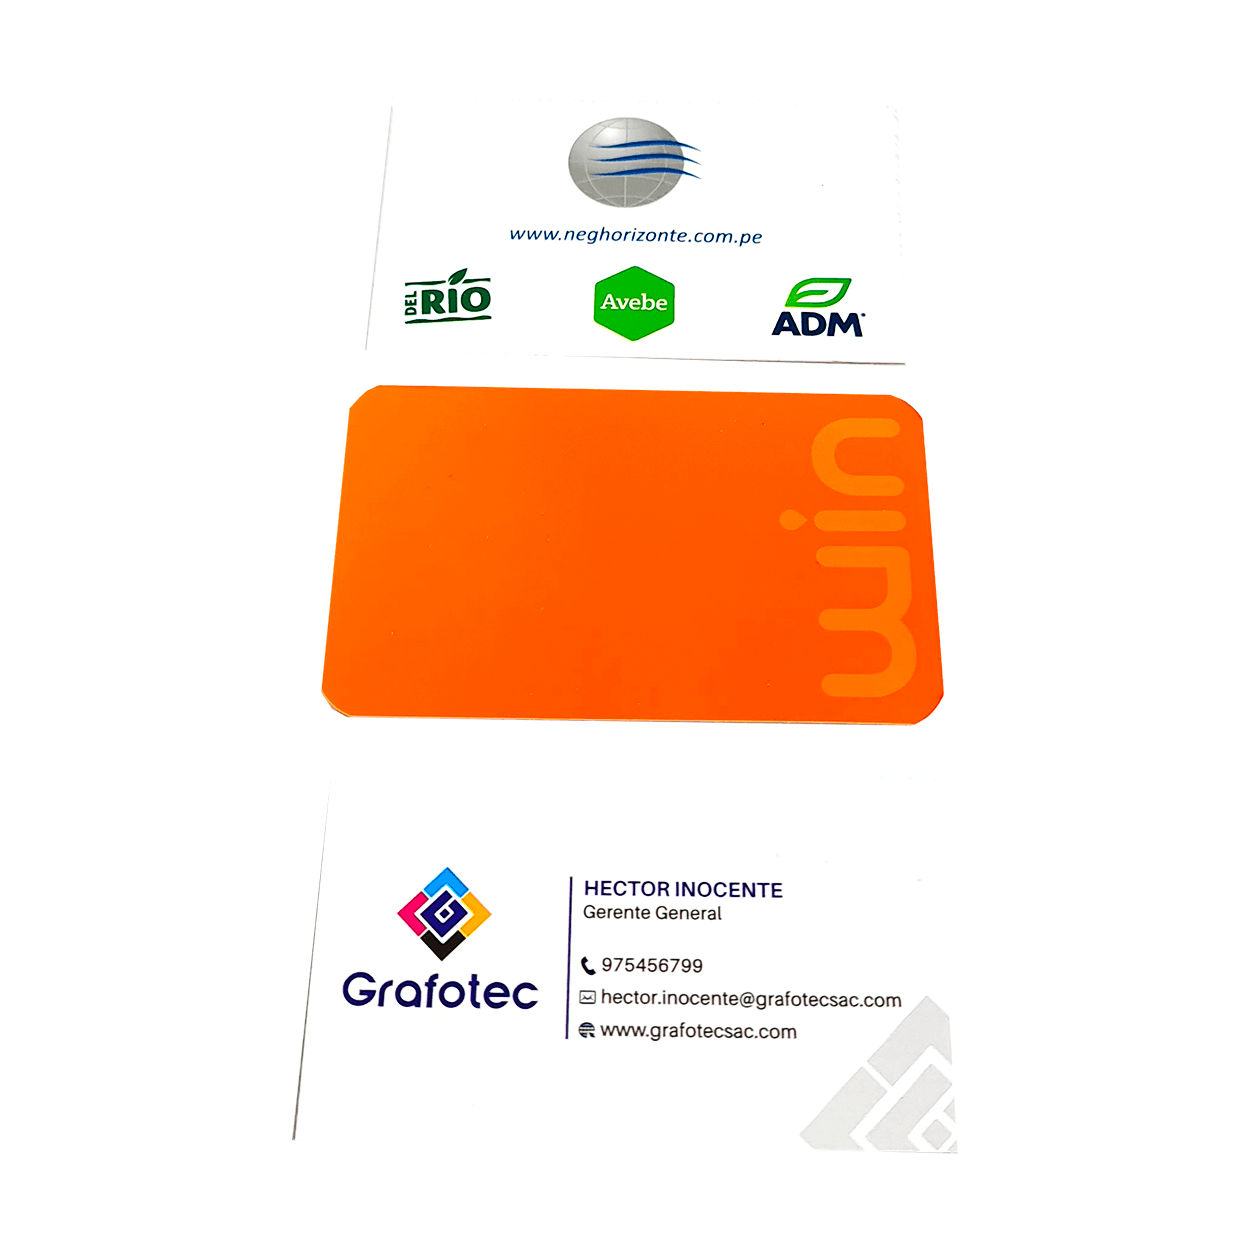 www.neghorizonte.com.pe
DEL RIO
Avebe
ADM
win
Grafotec
HECTOR INOCENTE
Gerente General
975456799
hector.inocente@grafotecsac.com
www.grafotecsac.com